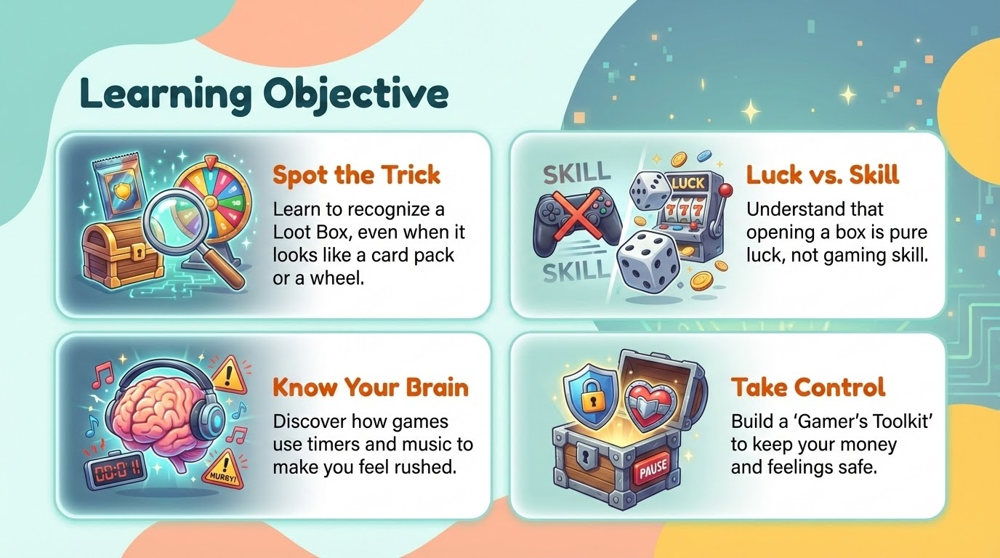 Learning Objective
Spot the Trick
Learn to recognize a
Loot Box, even when it
looks like a card pack
or a wheel.
SKILL
SKILL
LUCK
777
Luck vs. Skill
Understand that
opening a box is pure
luck, not gaming skill.
00:01!
!
!
HURRY!
Know Your Brain
Discover how games
use timers and music to
make you feel rushed.
PAUSE
Take Control
Build a ‘Gamer’s Toolkit’
to keep your money
and feelings safe.